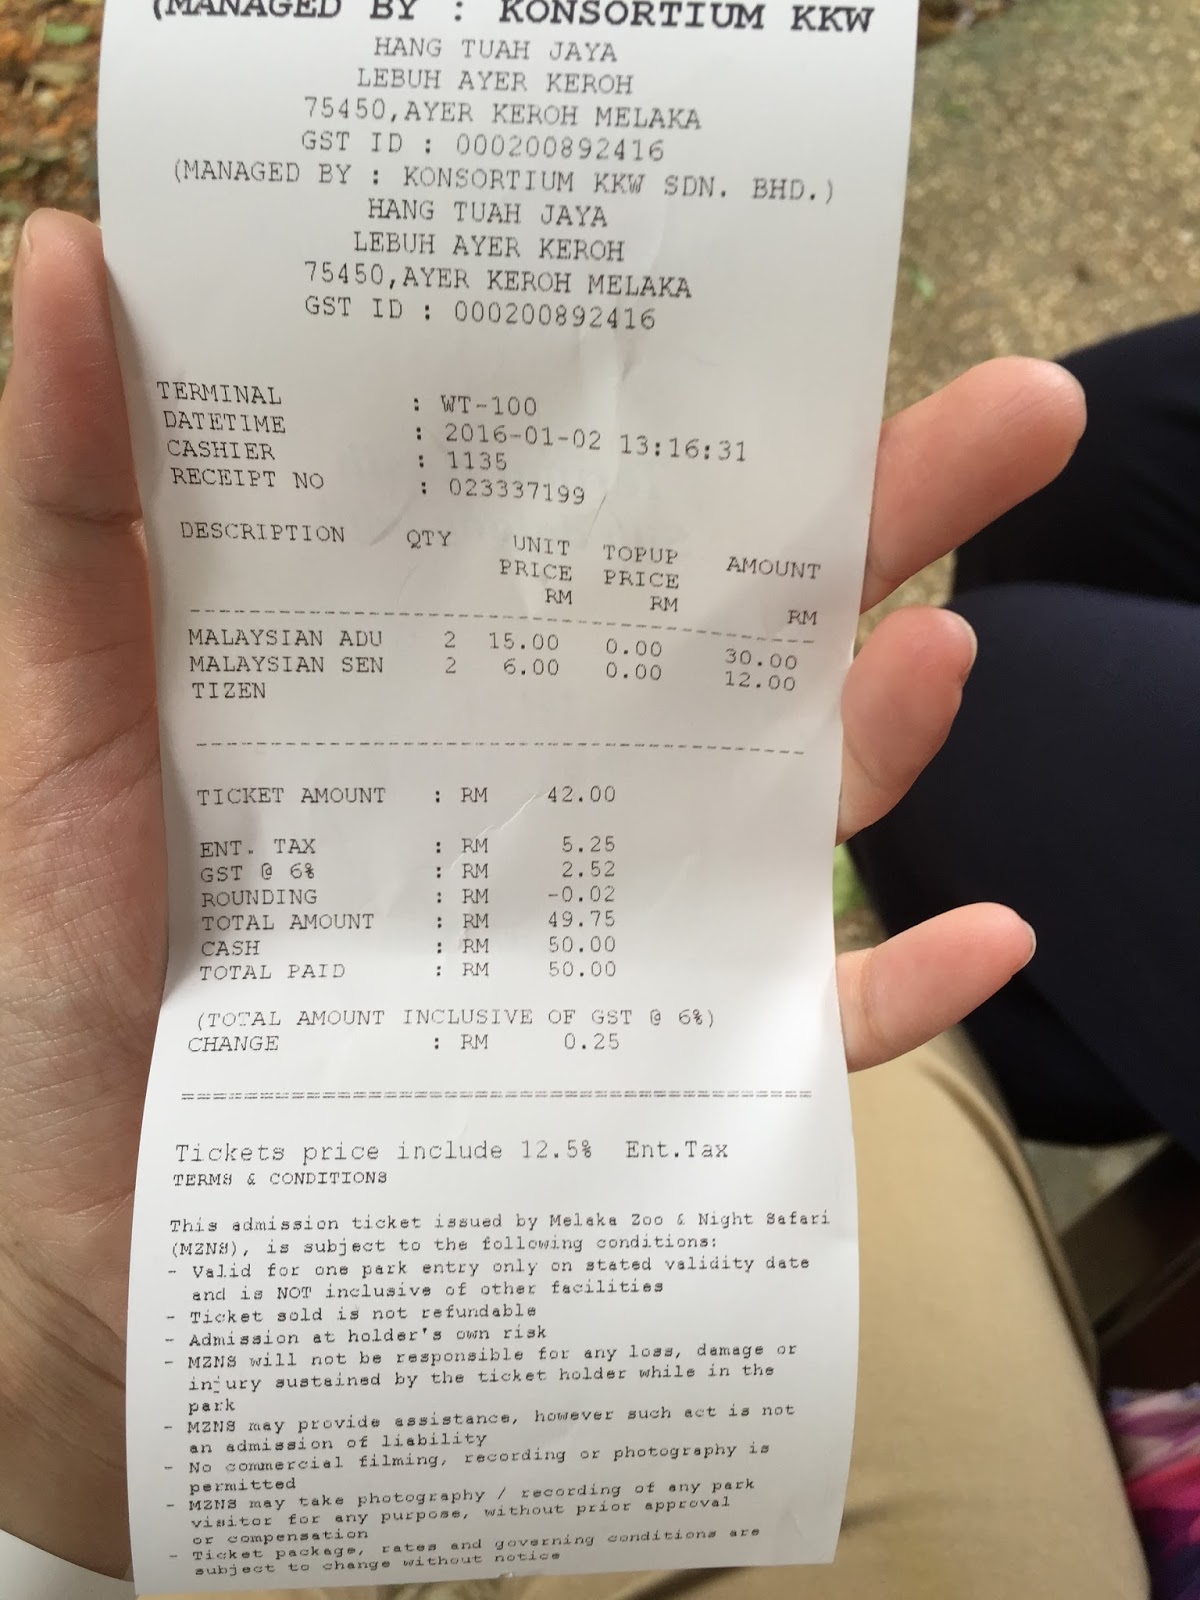 (MANAGED BY : KONSORTIUM KKW
HANG TUAH JAYA
LEBUH AYER KEROH
75450,AYER KEROH MELAKA
GST ID : 000200892416
(MANAGED BY : KONSORTIUM KKW SDN. BHD.)
HANG TUAH JAYA
LEBUH AYER KEROH
75450,AYER KEROH MELAKA
GST ID : 000200892416
TERMINAL : WT-100
DATETIME : 2016-01-02 13:16:31
CASHIER : 1135
RECEIPT NO : 023337199
DESCRIPTION QTY UNIT TOPUP AMOUNT
PRICE PRICE
RM RM RM
MALAYSIAN ADU 2 15.00 0.00 30.00
MALAYSIAN SEN 2 6.00 0.00 12.00
TIZEN
TICKET AMOUNT : RM 42.00
ENT. TAX : RM 5.25
GST @ 6% : RM 2.52
ROUNDING : RM -0.02
TOTAL AMOUNT : RM 49.75
CASH : RM 50.00
TOTAL PAID : RM 50.00
(TOTAL AMOUNT INCLUSIVE OF GST @ 6%)
CHANGE : RM 0.25
Tickets price include 12.5% Ent.Tax
TERMS & CONDITIONS
This admission ticket issued by Melaka Zoo & Night Safari
(MZNS), is subject to the following conditions:
- Valid for one park entry only on stated validity date
and is NOT inclusive of other facilities
- Ticket sold is not refundable
- Admission at holder's own risk
- MZNS will not be responsible for any loss, damage or
injury sustained by the ticket holder while in the
park
- MZNS may provide assistance, however such act is not
an admission of liability
- No commercial filming, recording or photography is
permitted
- MZNS may take photography / recording of any park
visitor for any purpose, without prior approval
or compensation
- Ticket package, rates and governing conditions are
subject to change without notice